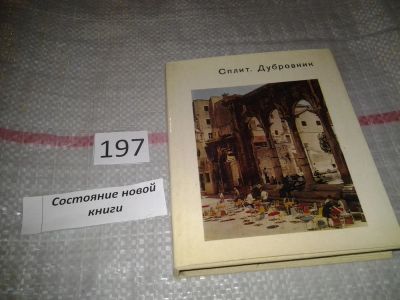 Сплит. Дубровник
197
Состояние новой
книги